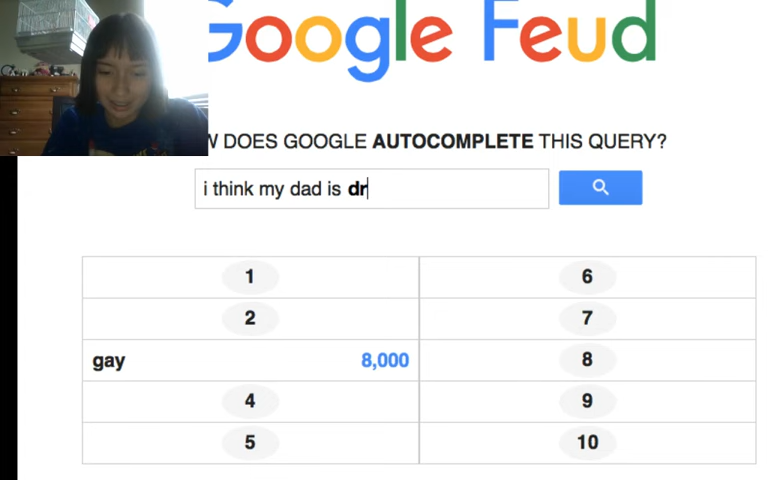 Google Feud
W DOES GOOGLE AUTOCOMPLETE THIS QUERY?
i think my dad is dr
1 6
2 7
gay 8,000 8
4 9
5 10